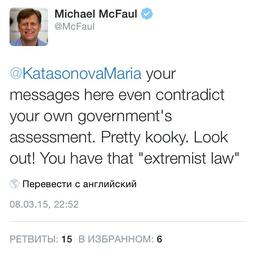 Michael McFaul
@McFaul
@KatasonovaMaria your
messages here even contradict
your own government's
assessment. Pretty kooky. Look
out! You have that "extremist law"
Перевести с английский
08.03.15, 22:52
РЕТВИТЫ: 15 В ИЗБРАННОМ: 6